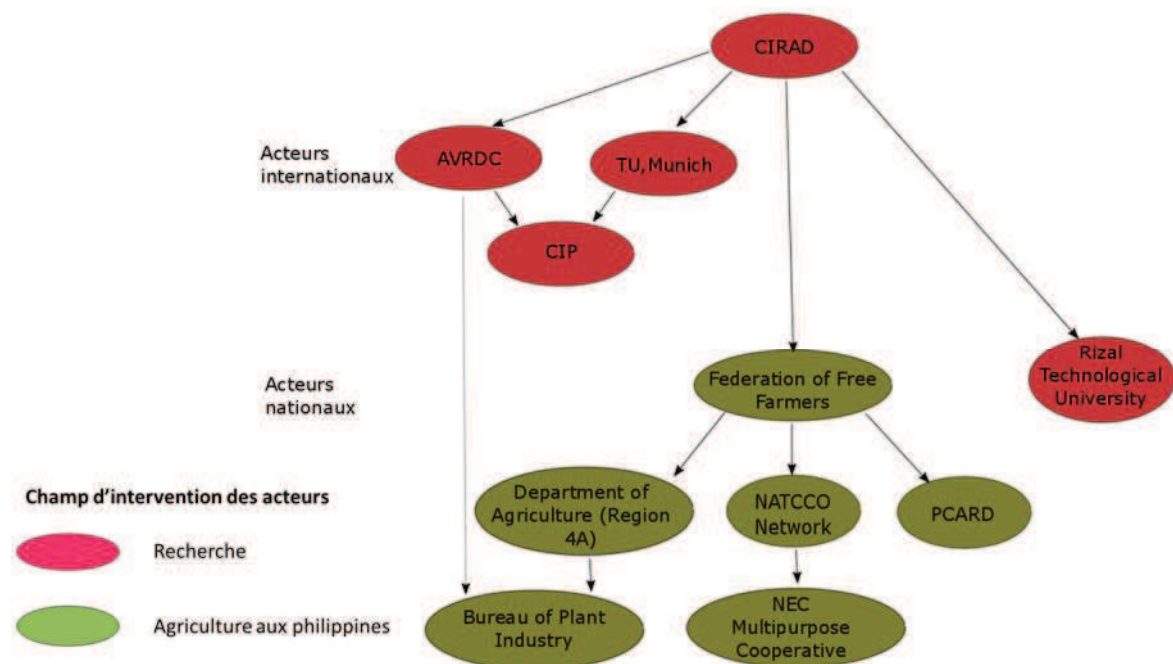 CIRAD
Acteurs
internationaux
AVRDC
TU,Munich
CIP
Acteurs
nationaux
Federation of Free
Farmers
Rizal
Technological
University
Champ d'intervention des acteurs
Recherche
Agriculture aux philippines
Department of
Agriculture (Region
4A)
NATCCO
Network
PCARD
Bureau of Plant
Industry
NEC
Multipurpose
Cooperative